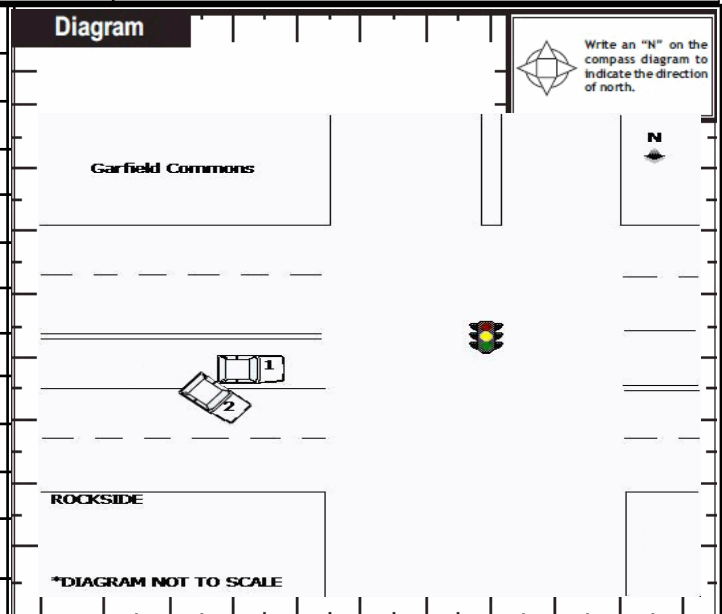 Diagram
Write an “N” on the
compass diagram to
indicate the direction
of north.
N
Garfield Commons
1
2
ROCKSIDE
*DIAGRAM NOT TO SCALE